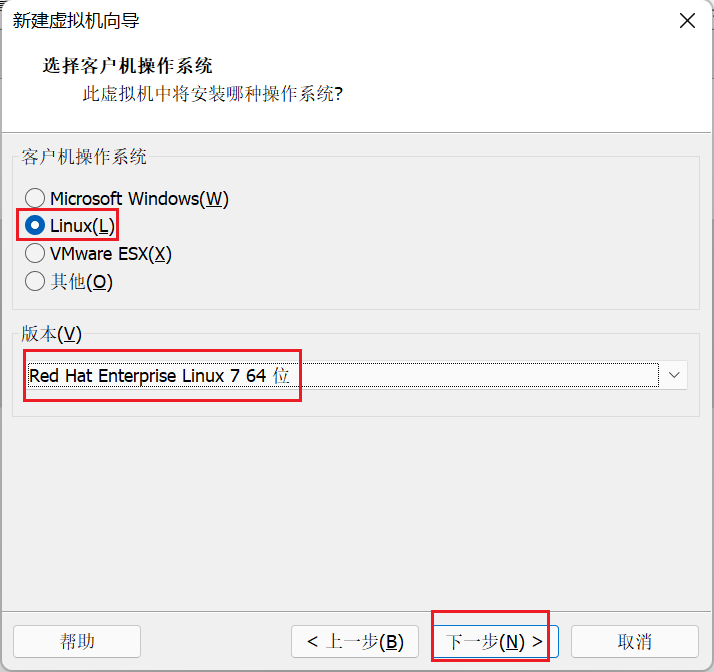 新建虚拟机向导
选择客户机操作系统
此虚拟机中将安装哪种操作系统?
客户机操作系统
Microsoft Windows(W)
Linux(L)
VMware ESX(X)
其他(O)
版本(V)
Red Hat Enterprise Linux 7 64 位
帮助
< 上一步(B)
下一步(N) >
取消